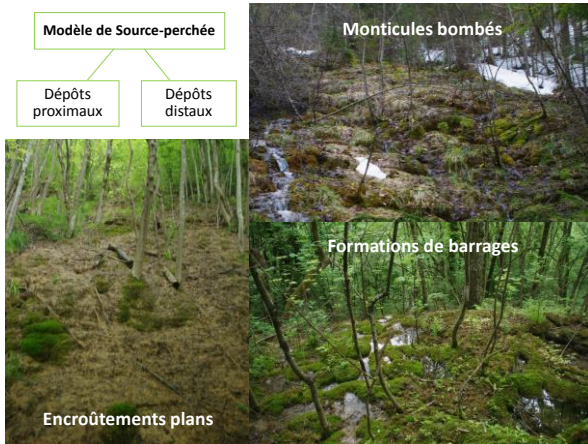 Modèle de Source-perchée
Dépôts
proximaux
Dépôts
distaux
Monticules bombés
Formations de barrages
Encroûtements plans